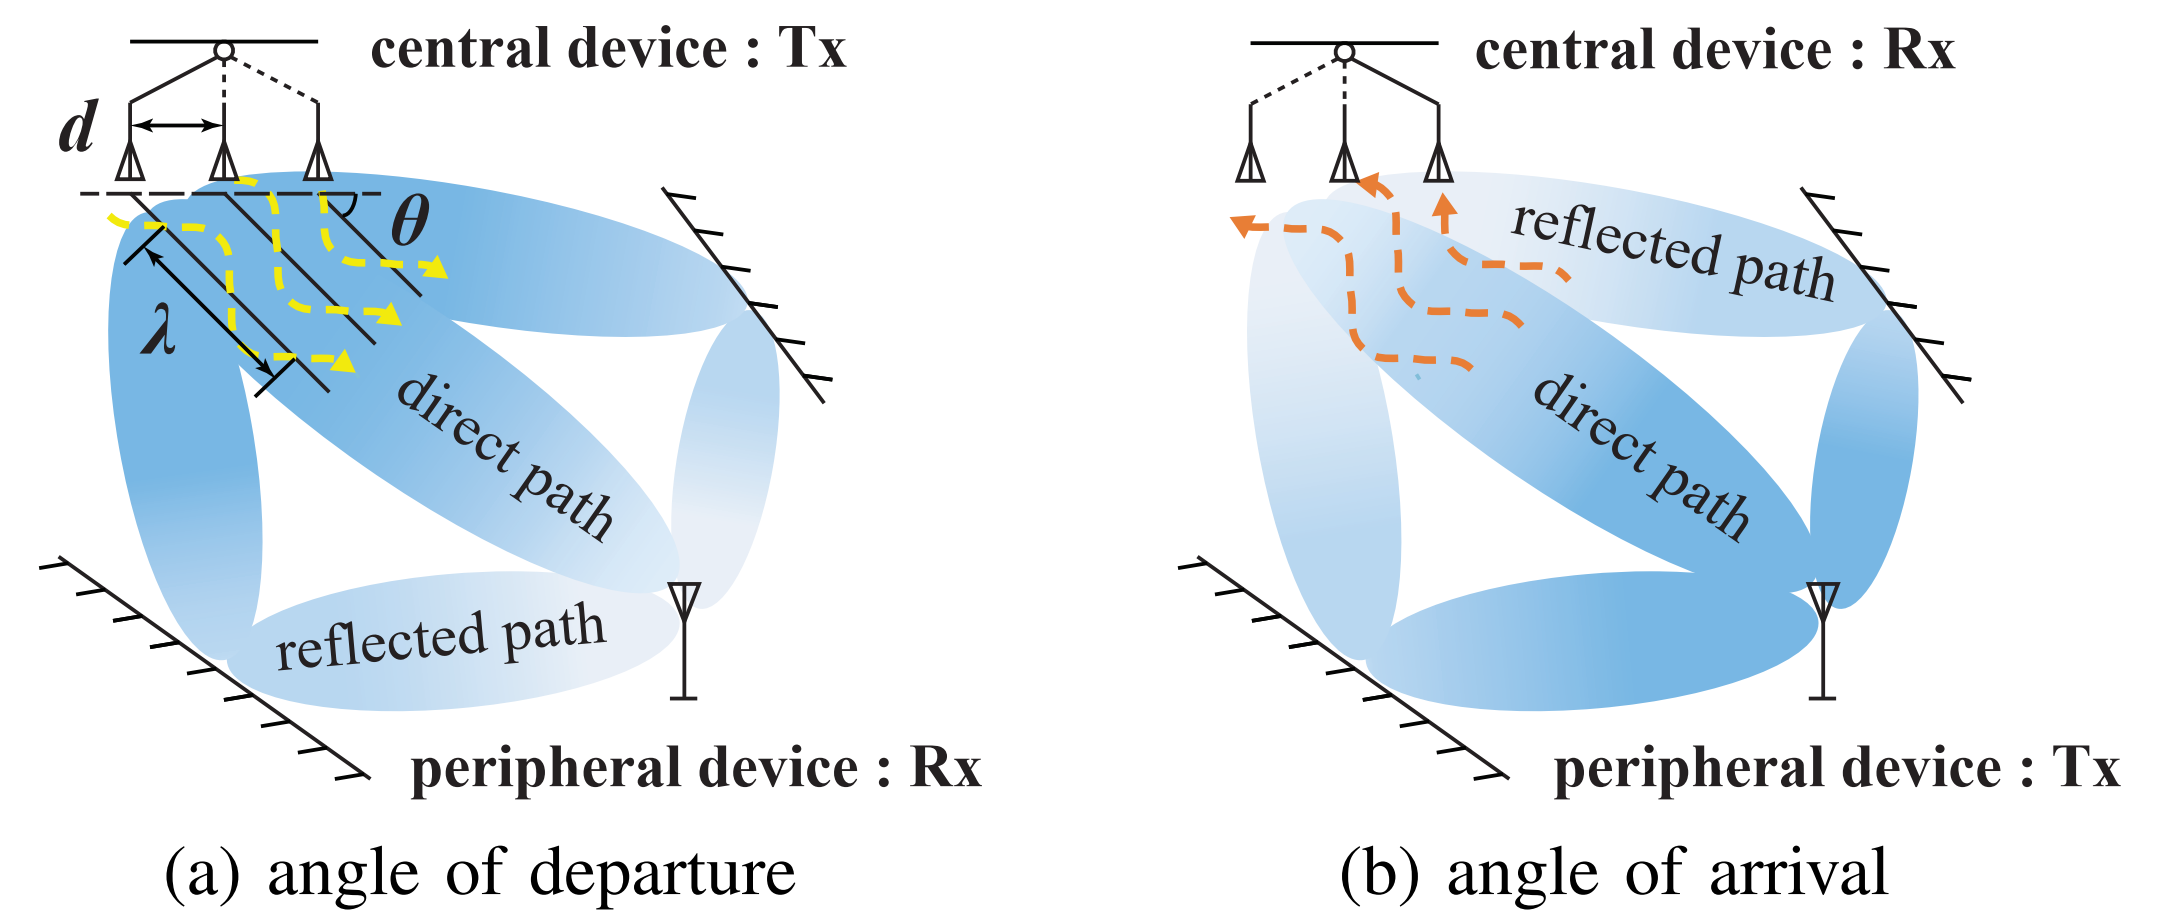 central device : Tx
d
θ
λ
direct path
reflected path
peripheral device : Rx
(a) angle of departure
central device : Rx
reflected path
direct path
peripheral device : Tx
(b) angle of arrival